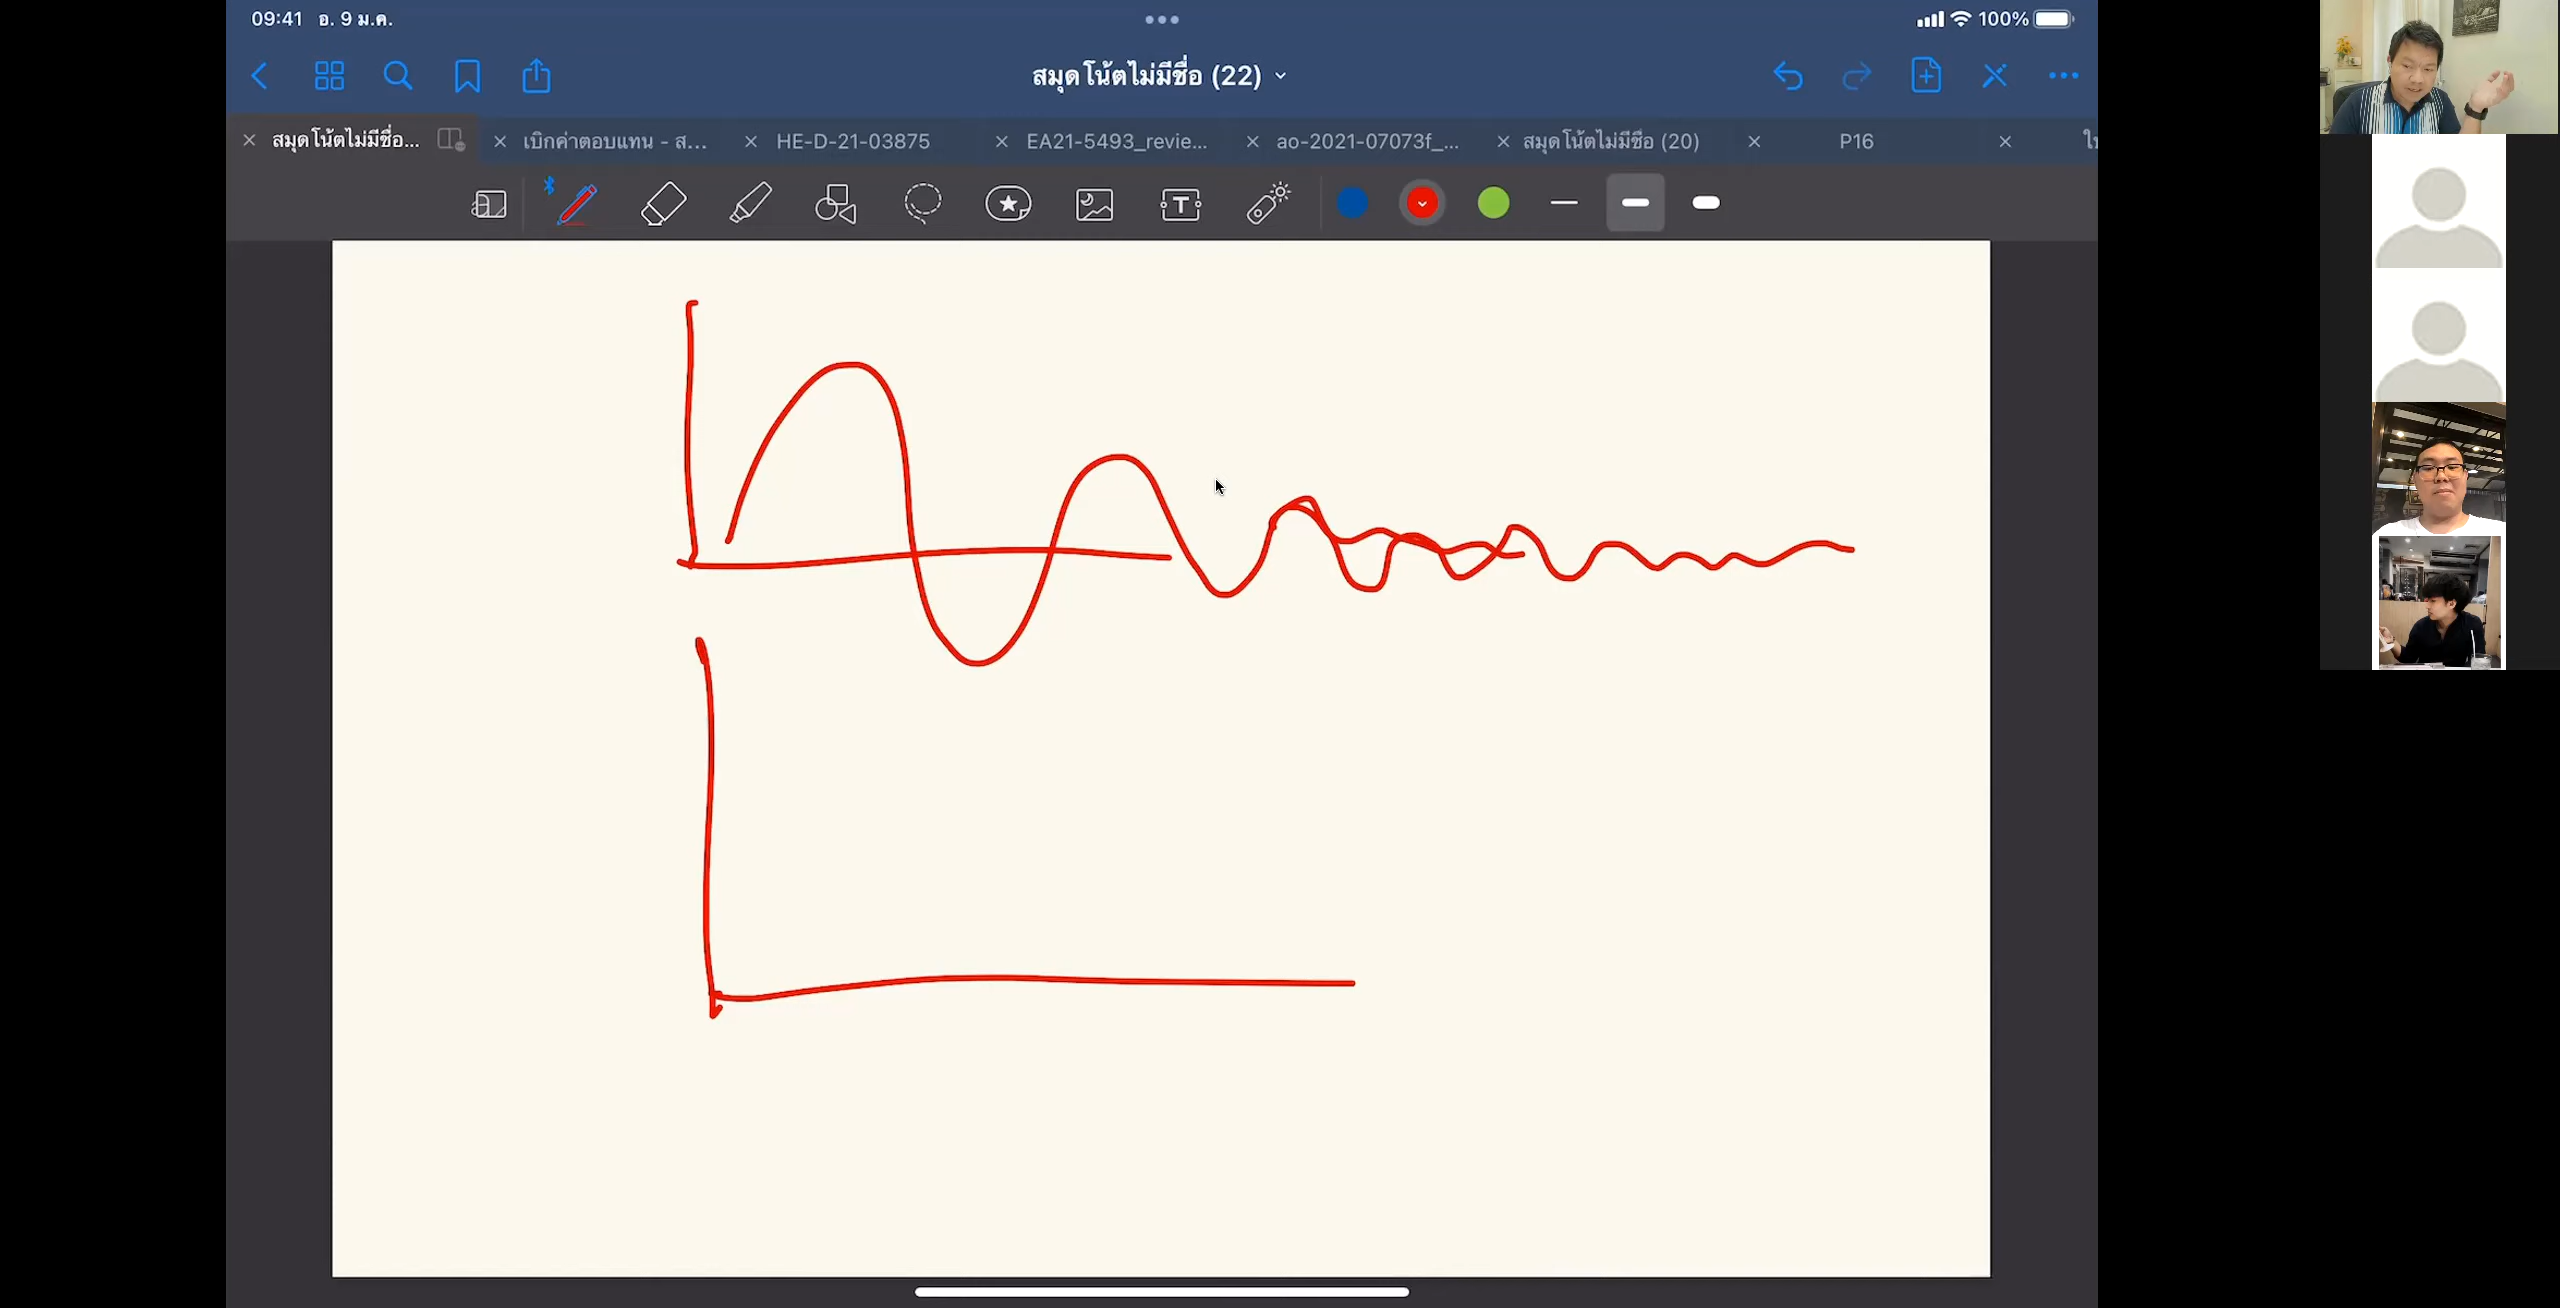 09:41 อ. 9 ม.ค. 100%
สมุดโน้ตไม่มีชื่อ (22)
สมุดโน้ตไม่มีชื่อ... เบิกค่าตอบแทน - ส... HE-D-21-03875 EA21-5493_revie... ao-2021-07073f_... สมุดโน้ตไม่มีชื่อ (20) P16